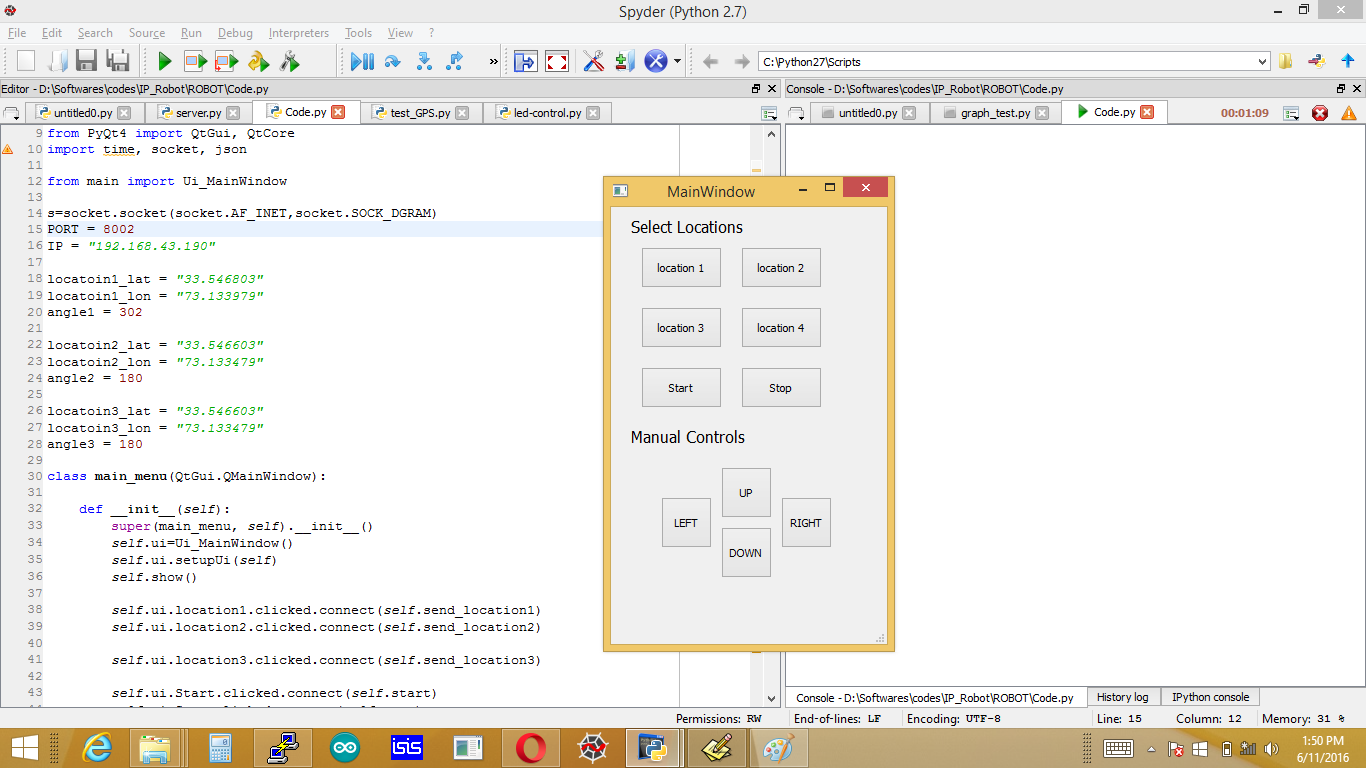 Spyder (Python 2.7)
File Edit Search Source Run Debug Interpreters Tools View ?
C:\Python27\Scripts
Editor - D:\Softwares\codes\IP_Robot\ROBOT\Code.py
untitled0.py server.py Code.py test_GPS.py led-control.py
9 from PyQt4 import QtGui, QtCore
10 import time, socket, json
11
12 from main import Ui_MainWindow
13
14 s=socket.socket(socket.AF_INET,socket.SOCK_DGRAM)
15 PORT = 8002
16 IP = "192.168.43.190"
17
18 locatoin1_lat = "33.546803"
19 locatoin1_lon = "73.133979"
20 angle1 = 302
21
22 locatoin2_lat = "33.546603"
23 locatoin2_lon = "73.133479"
24 angle2 = 180
25
26 locatoin3_lat = "33.546603"
27 locatoin3_lon = "73.133479"
28 angle3 = 180
29
30 class main_menu(QtGui.QMainWindow):
31
32 def __init__(self):
33 super(main_menu, self).__init__()
34 self.ui=Ui_MainWindow()
35 self.ui.setupUi(self)
36 self.show()
37
38 self.ui.location1.clicked.connect(self.send_location1)
39 self.ui.location2.clicked.connect(self.send_location2)
40
41 self.ui.location3.clicked.connect(self.send_location3)
42
43 self.ui.Start.clicked.connect(self.start)
Console - D:\Softwares\codes\IP_Robot\ROBOT\Code.py
untitled0.py graph_test.py Code.py 00:01:09
MainWindow
Select Locations
location 1 location 2
location 3 location 4
Start Stop
Manual Controls
UP
LEFT RIGHT
DOWN
Console - D:\Softwares\codes\IP_Robot\ROBOT\Code.py History log IPython console
Permissions: RW End-of-lines: LF Encoding: UTF-8 Line: 15 Column: 12 Memory: 31 %
isis
1:50 PM
6/11/2016